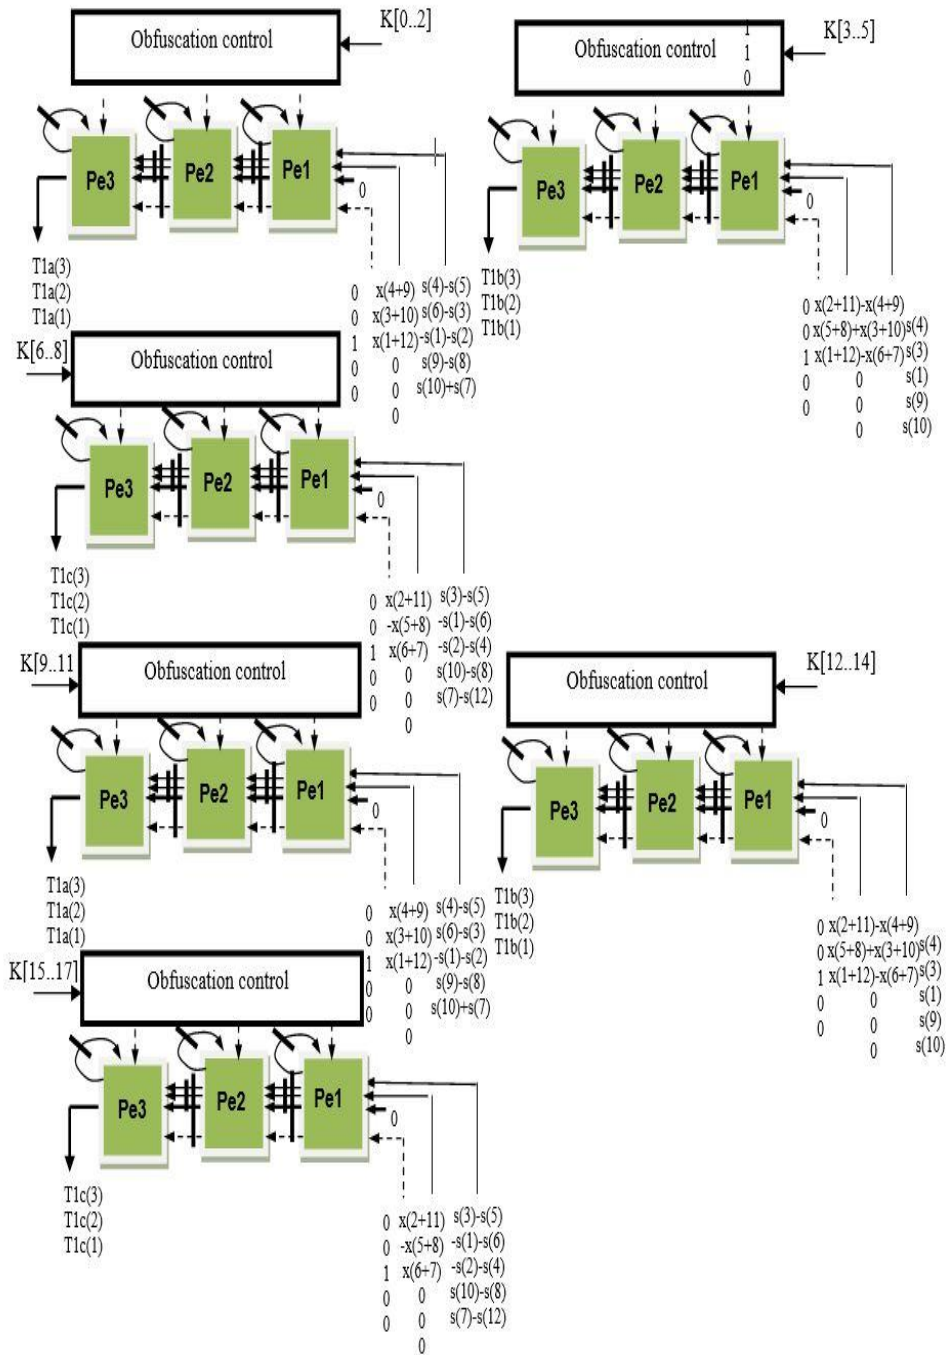 Obfuscation control
K[0..2]
Pe3
Pe2
Pe1
0
T1a(3)
T1a(2)
T1a(1)
0 x(4+9) s(4)-s(5)
0 x(3+10) s(6)-s(3)
1 x(1+12) -s(1)-s(2)
0 0 s(9)-s(8)
0 0 s(10)+s(7)
0
Obfuscation control
1
1
0
K[3..5]
Pe3
Pe2
Pe1
0
T1b(3)
T1b(2)
T1b(1)
0 x(2+11)-x(4+9)
0 x(5+8)+x(3+10) s(4)
1 x(1+12)-x(6+7) s(3)
0 0 s(1)
0 0 s(9)
0 s(10)
K[6..8]
Obfuscation control
Pe3
Pe2
Pe1
0
T1c(3)
T1c(2)
T1c(1)
0 x(2+11) s(3)-s(5)
0 -x(5+8) -s(1)-s(6)
1 x(6+7) -s(2)-s(4)
0 0 s(10)-s(8)
0 0 s(7)-s(12)
0
K[9..11
Obfuscation control
Pe3
Pe2
Pe1
0
T1a(3)
T1a(2)
T1a(1)
0 x(4+9) s(4)-s(5)
0 x(3+10) s(6)-s(3)
1 x(1+12) -s(1)-s(2)
0 0 s(9)-s(8)
0 0 s(10)+s(7)
0
Obfuscation control
K[12..14]
Pe3
Pe2
Pe1
0
T1b(3)
T1b(2)
T1b(1)
0 x(2+11)-x(4+9)
0 x(5+8)+x(3+10) s(4)
1 x(1+12)-x(6+7) s(3)
0 0 s(1)
0 0 s(9)
0 s(10)
K[15..17]
Obfuscation control
Pe3
Pe2
Pe1
0
T1c(3)
T1c(2)
T1c(1)
0 x(2+11) s(3)-s(5)
0 -x(5+8) -s(1)-s(6)
1 x(6+7) -s(2)-s(4)
0 0 s(10)-s(8)
0 0 s(7)-s(12)
0